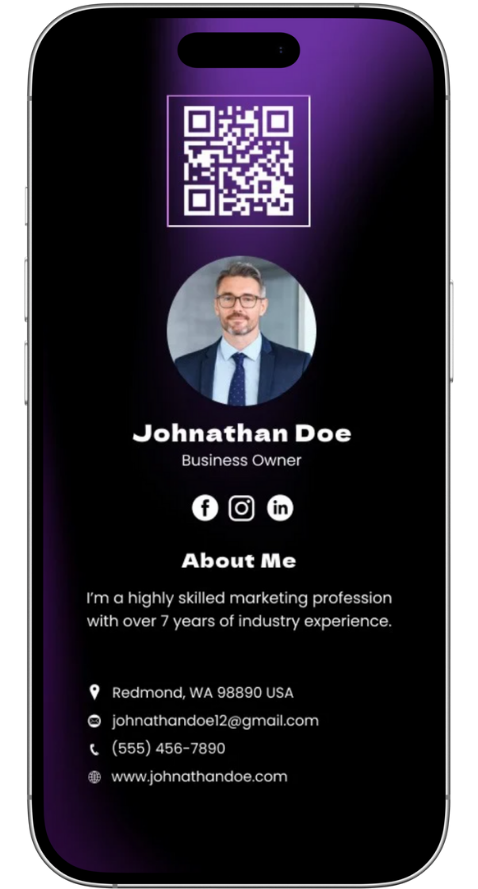 Johnathan Doe
Business Owner
f
in
About Me
I'm a highly skilled marketing profession
with over 7 years of industry experience.
Redmond, WA 98890 USA
johnathandoe12@gmail.com
(555) 456-7890
www.johnathandoe.com